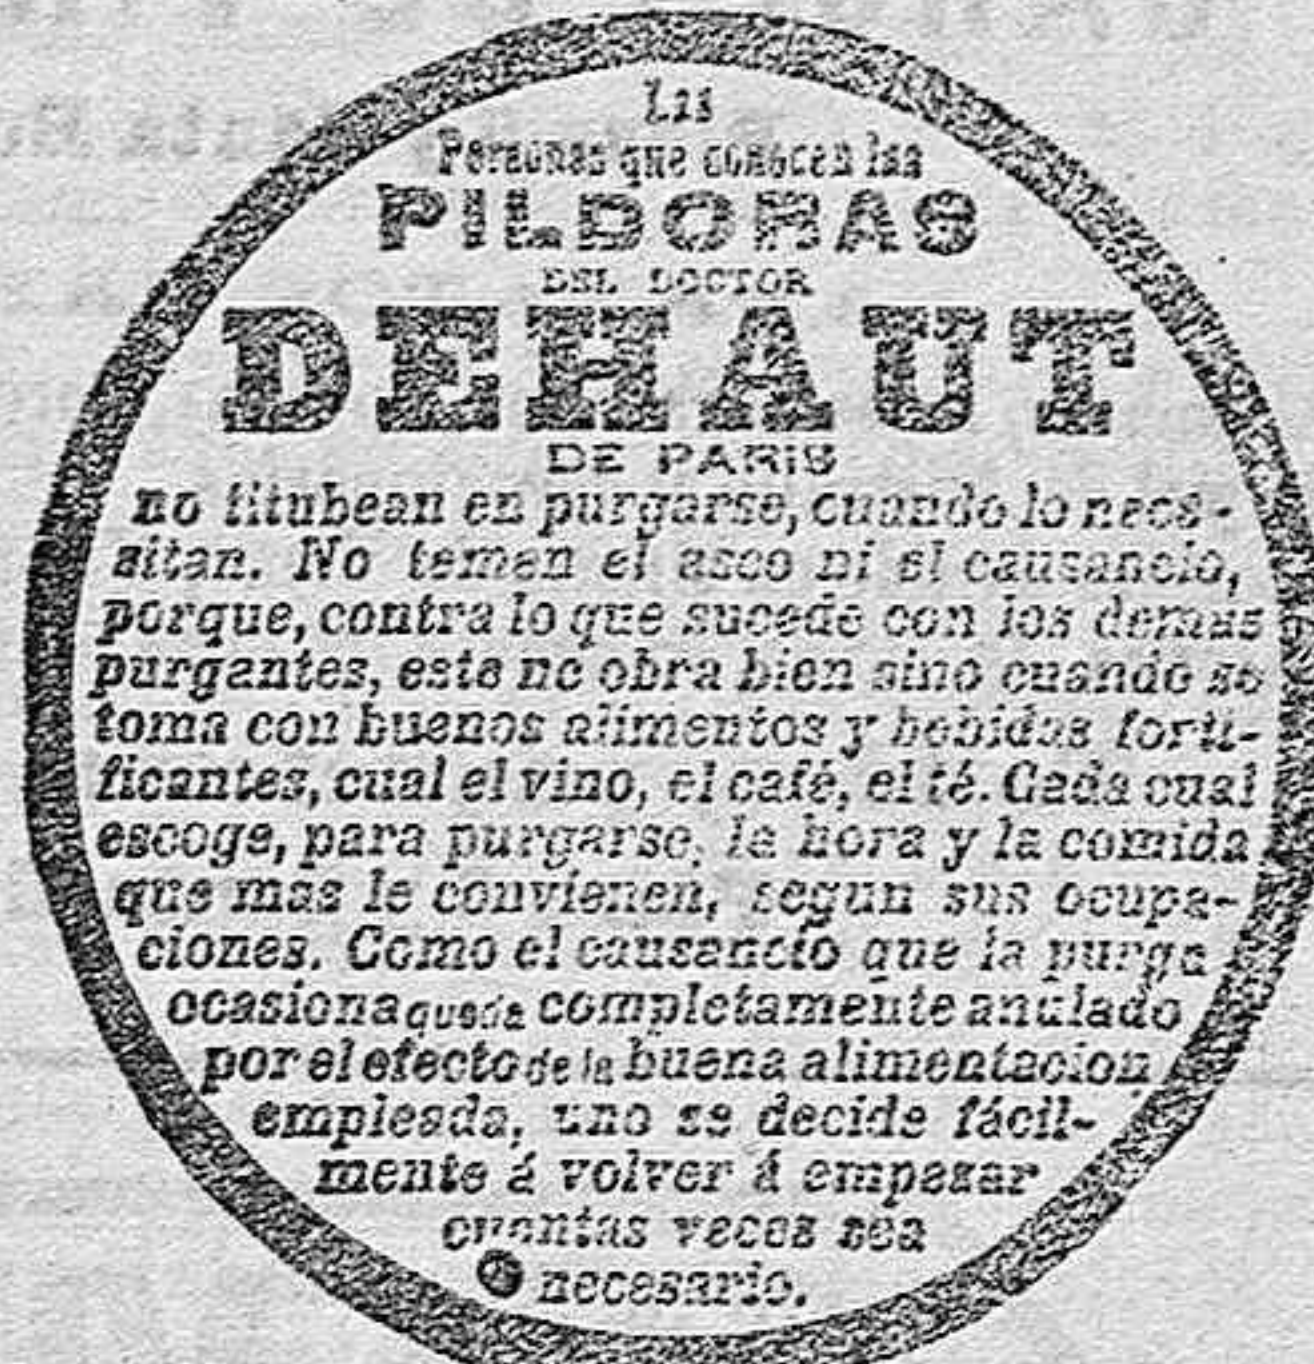 Las
Personas que conocen las
PILDORAS
DEL DOCTOR
DEHAUT
DE PARIS
no titubean en purgarse, cuando lo nece-
sitan. No temen el asco ni el causancio,
porque, contra lo que sucede con los demas
purgantes, este no obra bien sino cuando se
toma con buenos alimentos y bebidas forti-
ficantes, cual el vino, el café, el té. Cada cual
escoge, para purgarse, la hora y la comida
que mas le convienen, segun sus ocupa-
ciones. Como el causancio que la purga
ocasiona queda completamente anulado
por el efecto de la buena alimentacion
empleada, uno se decide fácil-
mente á volver á empezar
cuantas veces sea
necesario.